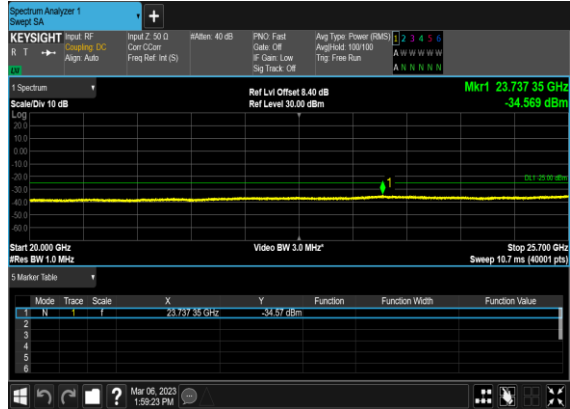 Spectrum Analyzer 1
Swept SA
+
KEYSIGHT Input: RF Input Z: 50 Ω #Atten: 40 dB PNO: Fast Avg Type: Power (RMS) 1 2 3 4 5 6
R T Coupling: DC Corr CCorr Gate: Off Avg|Hold: 100/100 A W W W W W
Align: Auto Freq Ref: Int (S) IF Gain: Low Trig: Free Run
LV Sig Track: Off A N N N N N
1 Spectrum Ref Lvl Offset 8.40 dB Mkr1 23.737 35 GHz
Scale/Div 10 dB Ref Level 30.00 dBm -34.569 dBm
Log
20.0
10.0
0.00
-10.0
-20.0
DL1 -25.00 dBm
1
-30.0
-40.0
-50.0
-60.0
Start 20.000 GHz Video BW 3.0 MHz* Stop 25.700 GHz
#Res BW 1.0 MHz Sweep 10.7 ms (40001 pts)
5 Marker Table
Mode Trace Scale X Y Function Function Width Function Value
1 N 1 f 23.737 35 GHz -34.57 dBm
2
3
4
5
6
? Mar 06, 2023
1:59:23 PM